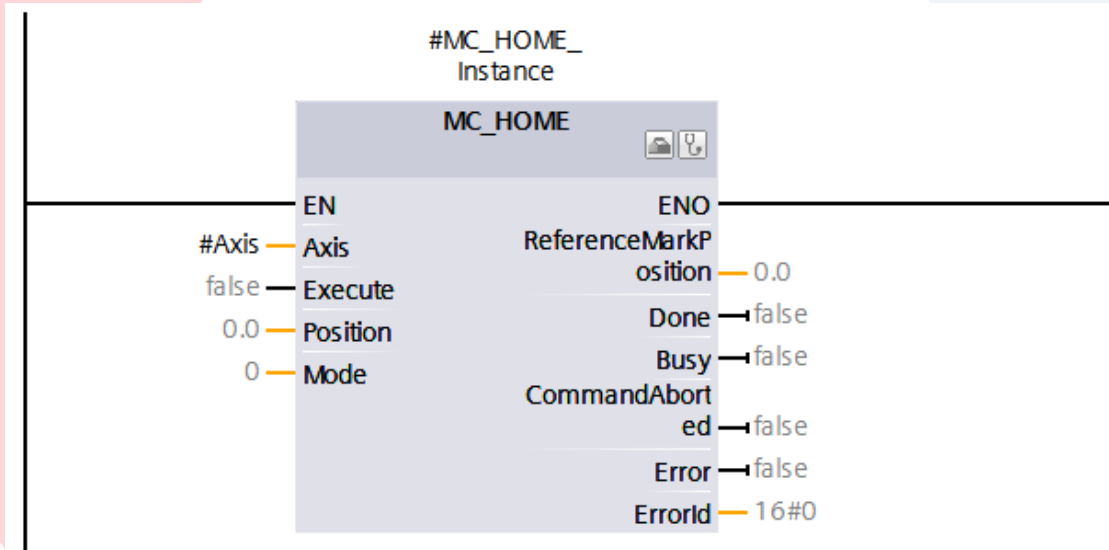 #MC_HOME_
Instance
MC_HOME
EN ENO
#Axis Axis ReferenceMarkP
osition 0.0
false Execute
Done false
0.0 Position
Busy false
0 Mode
CommandAbort
ed false
Error false
ErrorId 16#0